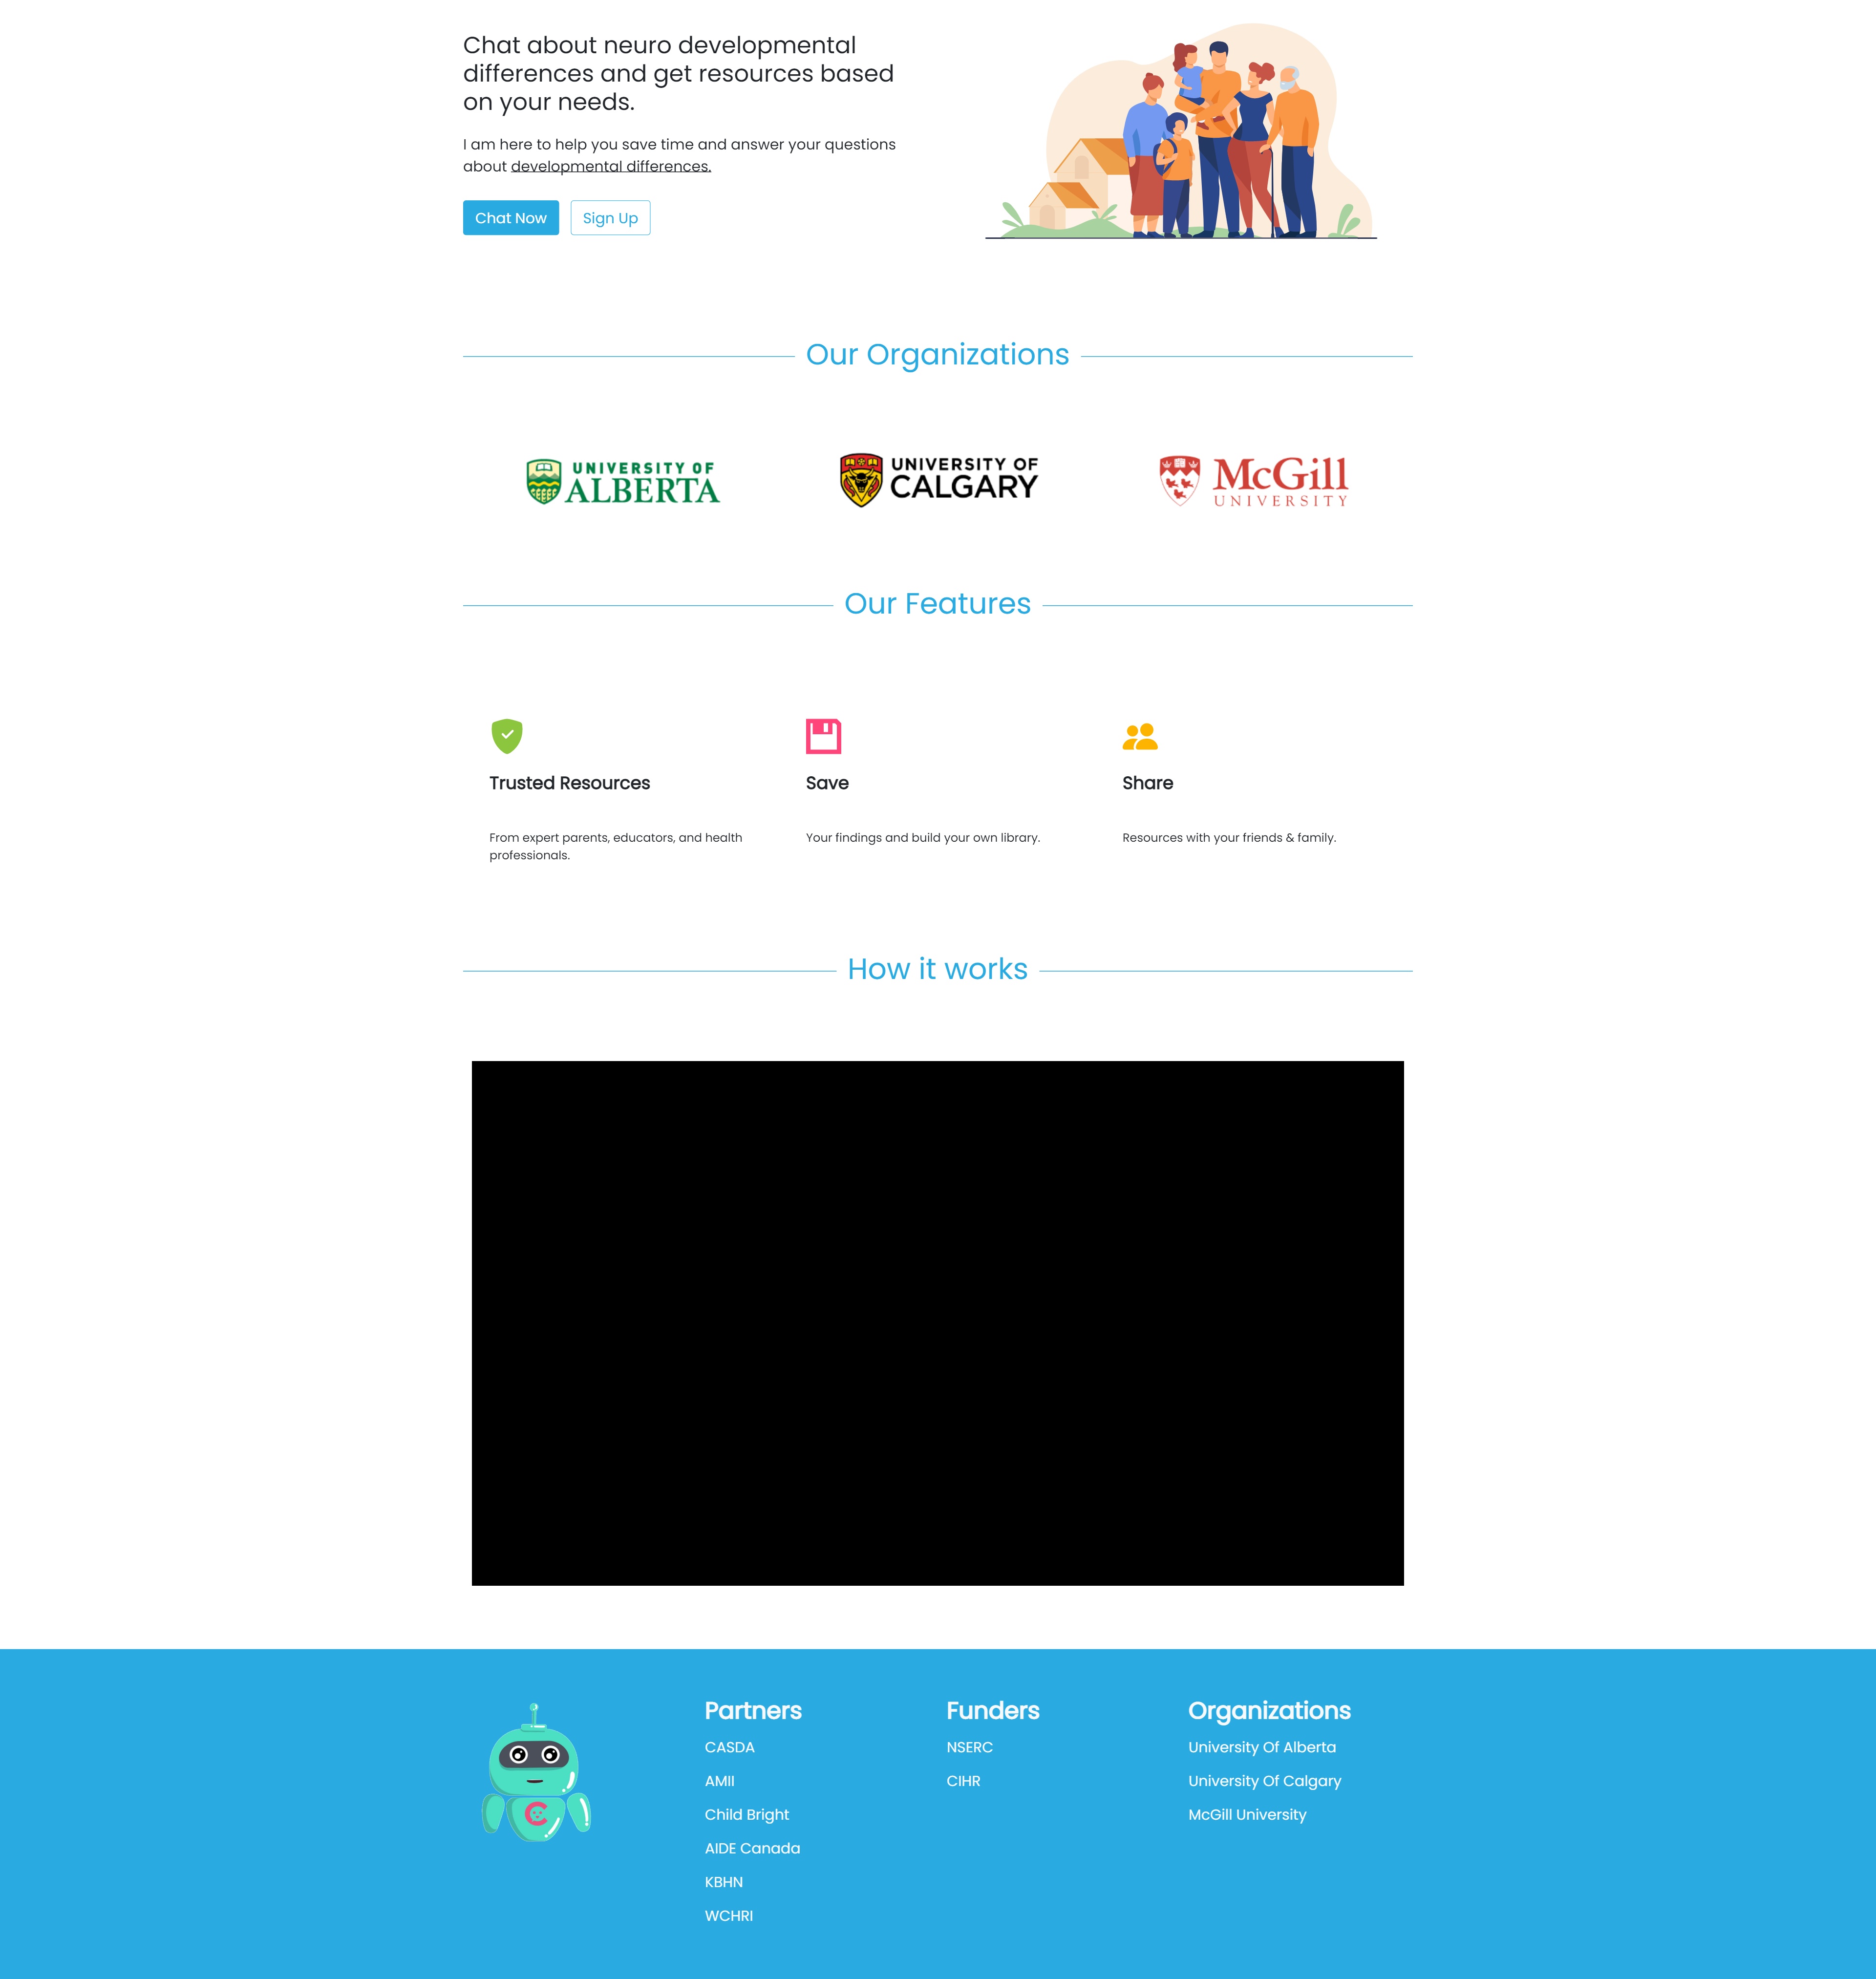 Chat about neuro developmental
differences and get resources based
on your needs.
I am here to help you save time and answer your questions
about developmental differences.
Chat Now
Sign Up
Our Organizations
UNIVERSITY OF
ALBERTA
UNIVERSITY OF
CALGARY
McGill
UNIVERSITY
Our Features
Trusted Resources
From expert parents, educators, and health
professionals.
Save
Your findings and build your own library.
Share
Resources with your friends & family.
How it works
Partners
CASDA
AMII
Child Bright
AIDE Canada
KBHN
WCHRI
Funders
NSERC
CIHR
Organizations
University Of Alberta
University Of Calgary
McGill University